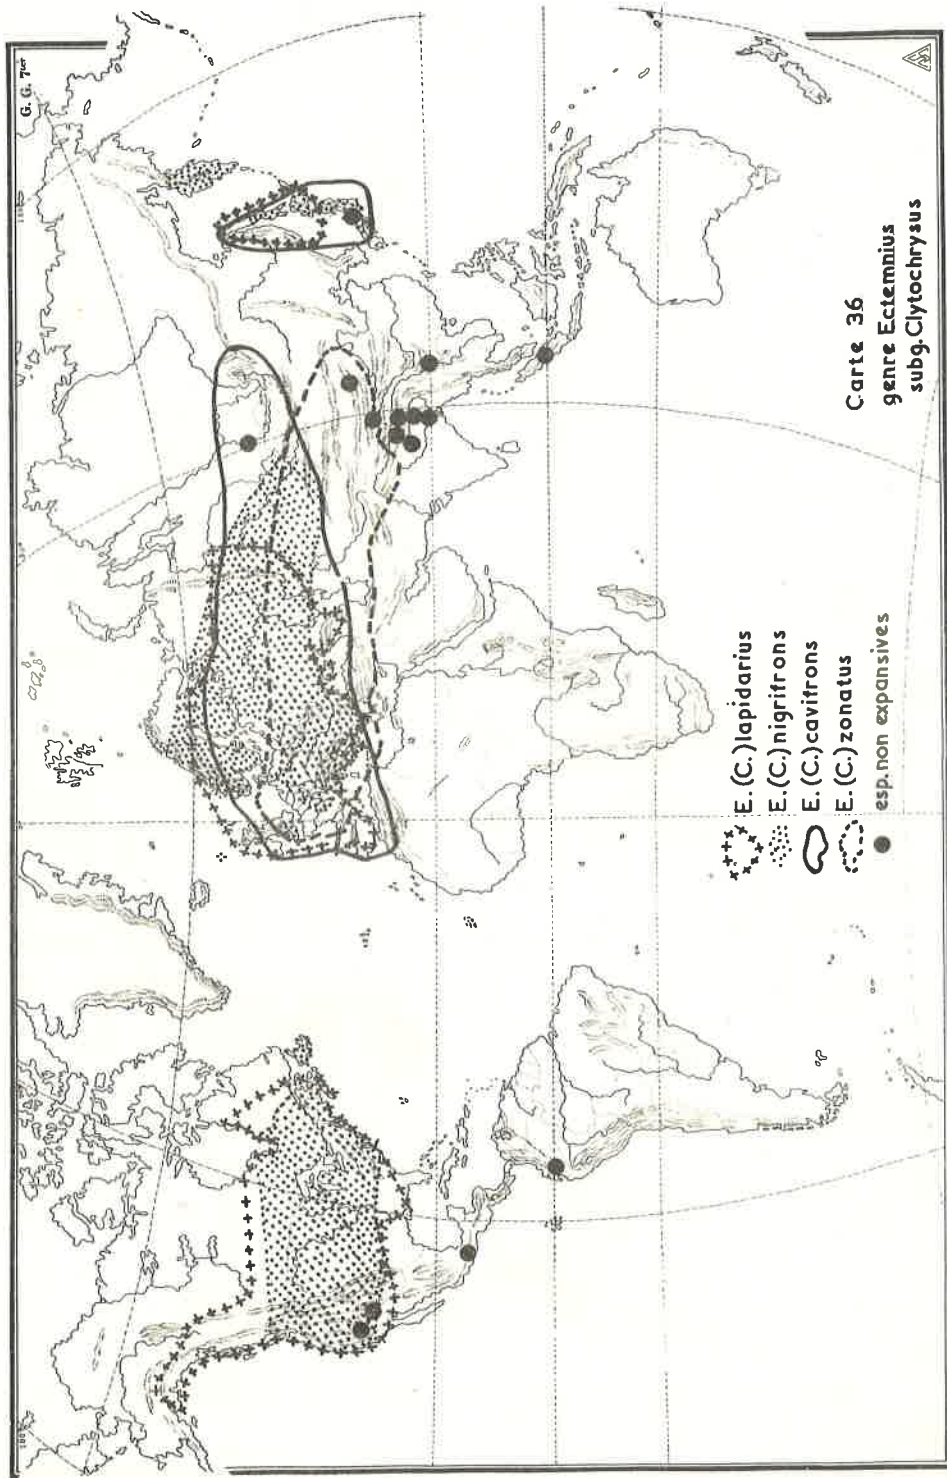 G. G. 7
Carte 36
genre Ectemnius
subg. Clytochrysus
E. (C.) lapidarius
E. (C.) nigrifrons
E. (C.) cavifrons
E. (C.) zonatus
esp. non expansives